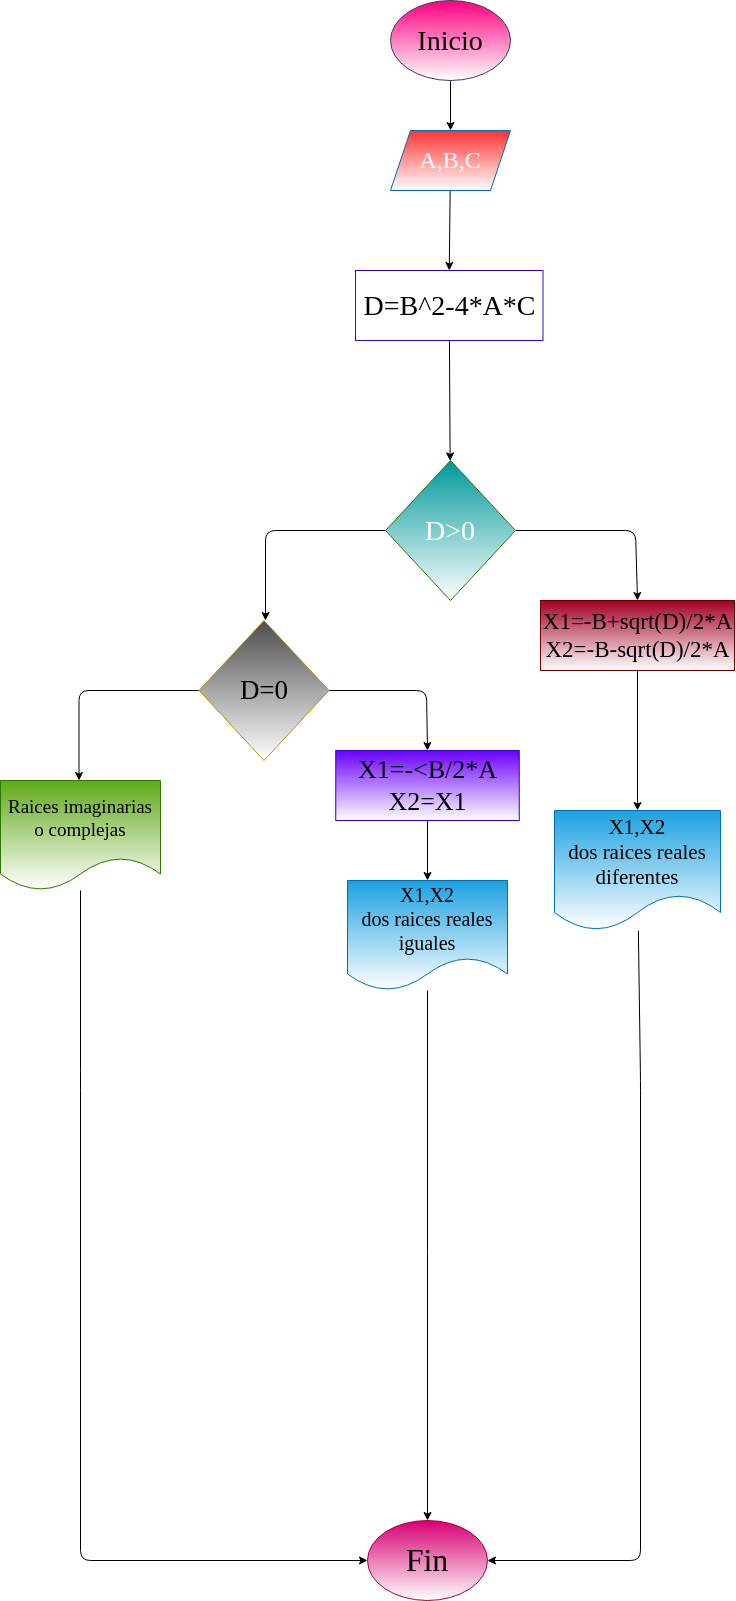 Inicio
A,B,C
D=B^2-4*A*C
D>0
X1=-B+sqrt(D)/2*A
X2=-B-sqrt(D)/2*A
D=0
X1=-<B/2*A
X2=X1
Raices imaginarias
o complejas
X1,X2
dos raices reales
diferentes
X1,X2
dos raices reales
iguales
Fin